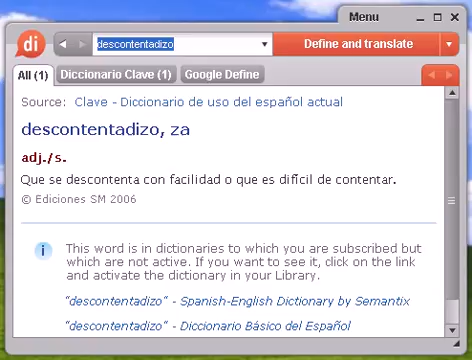 Menu
di
descontentadizo
Define and translate
All (1)
Diccionario Clave (1)
Google Define
Source: Clave - Diccionario de uso del español actual
descontentadizo, za
adj./s.
Que se descontenta con facilidad o que es difícil de contentar.
© Ediciones SM 2006
i
This word is in dictionaries to which you are subscribed but
which are not active. If you want to see it, click on the link
and activate the dictionary in your Library.
"descontentadizo" - Spanish-English Dictionary by Semantix
"descontentadizo" - Diccionario Básico del Español